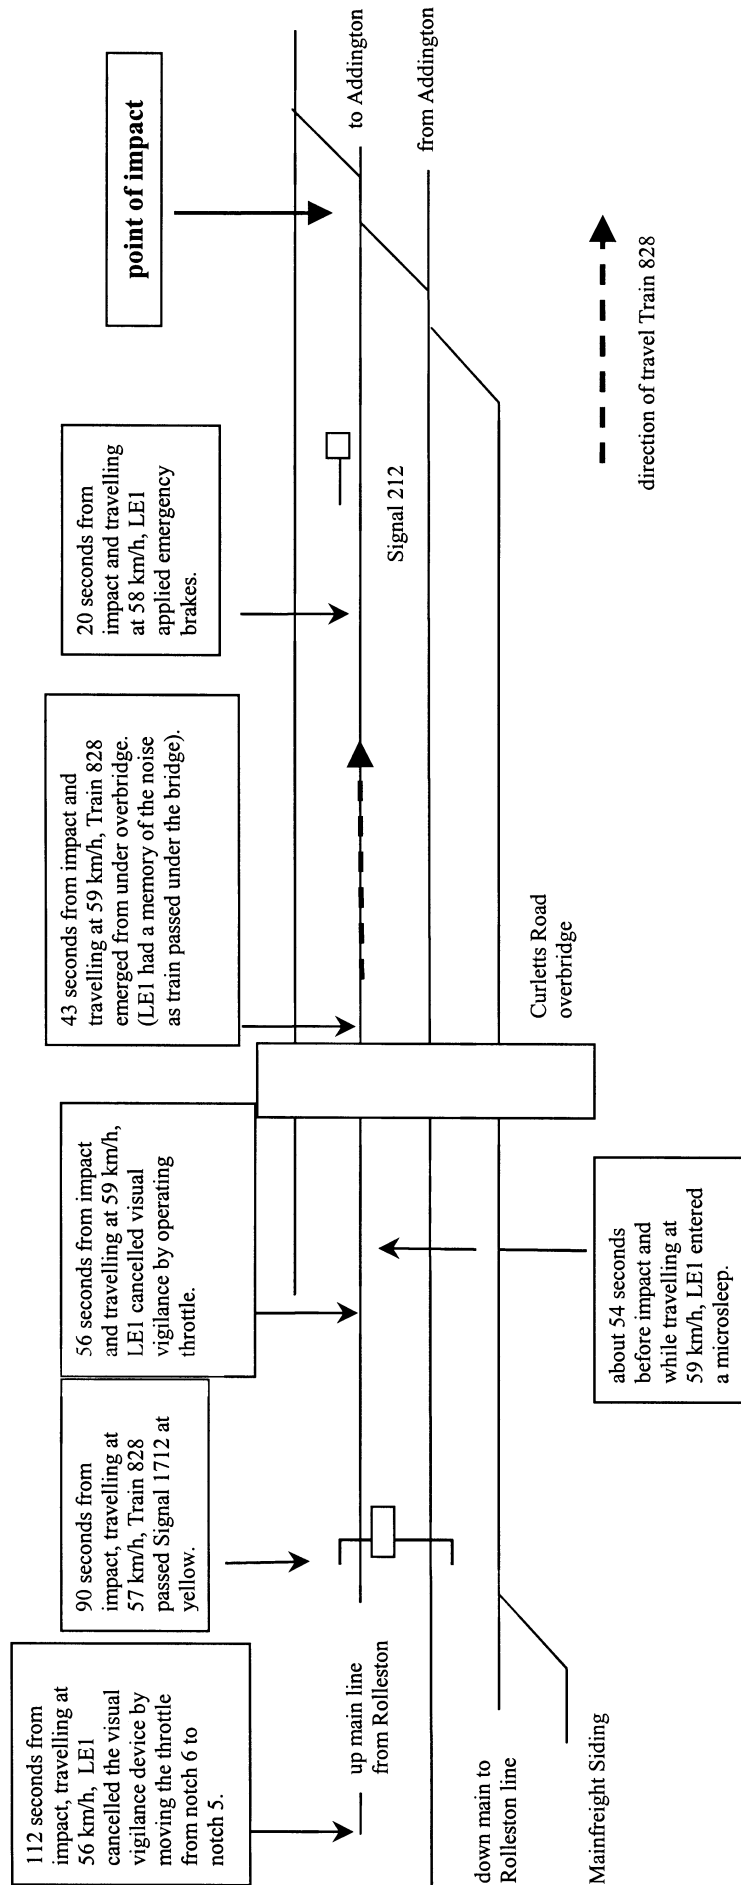 112 seconds from
impact, travelling at
56 km/h, LE1
cancelled the visual
vigilance device by
moving the throttle
from notch 6 to
notch 5.
90 seconds from
impact, travelling at
57 km/h, Train 828
passed Signal 1712 at
yellow.
56 seconds from impact
and travelling at 59 km/h,
LE1 cancelled visual
vigilance by operating
throttle.
43 seconds from impact and
travelling at 59 km/h, Train 828
emerged from under overbridge.
(LE1 had a memory of the noise
as train passed under the bridge).
20 seconds from
impact and travelling
at 58 km/h, LE1
applied emergency
brakes.
point of impact
up main line
from Rolleston
to Addington
from Addington
Signal 212
down main to
Rolleston line
Mainfreight Siding
about 54 seconds
before impact and
while travelling at
59 km/h, LE1 entered
a microsleep.
Curletts Road
overbridge
direction of travel Train 828